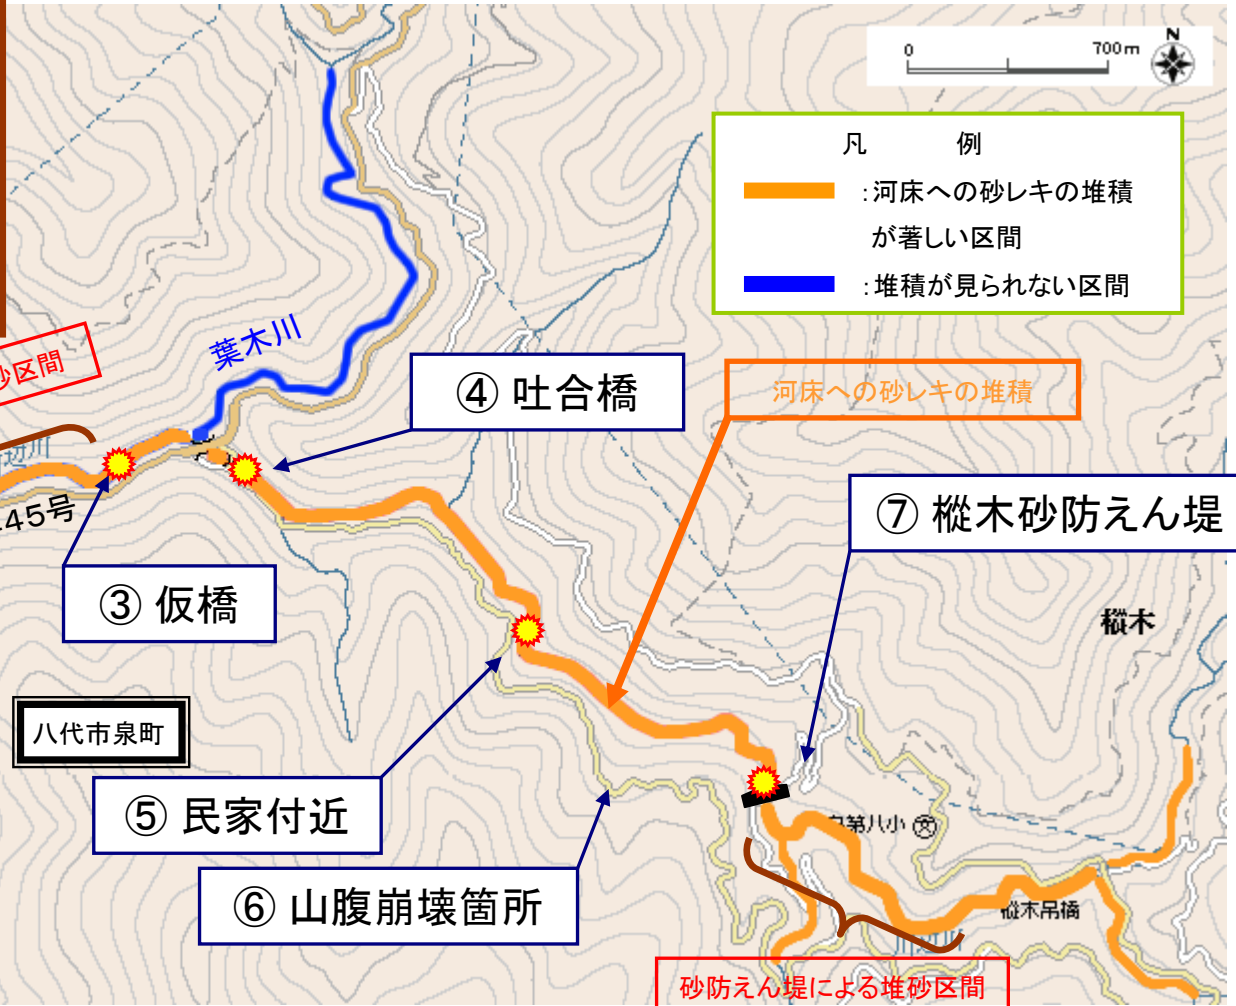 0 700m N
凡 例
:河床への砂レキの堆積
が著しい区間
:堆積が見られない区間
区間
葉木川
④ 吐合橋
河床への砂レキの堆積
辺川
45号
⑦ 樅木砂防えん堤
③ 仮橋
樅木
八代市泉町
⑤ 民家付近
第八小
⑥ 山腹崩壊箇所
樅木吊橋
砂防えん堤による堆砂区間